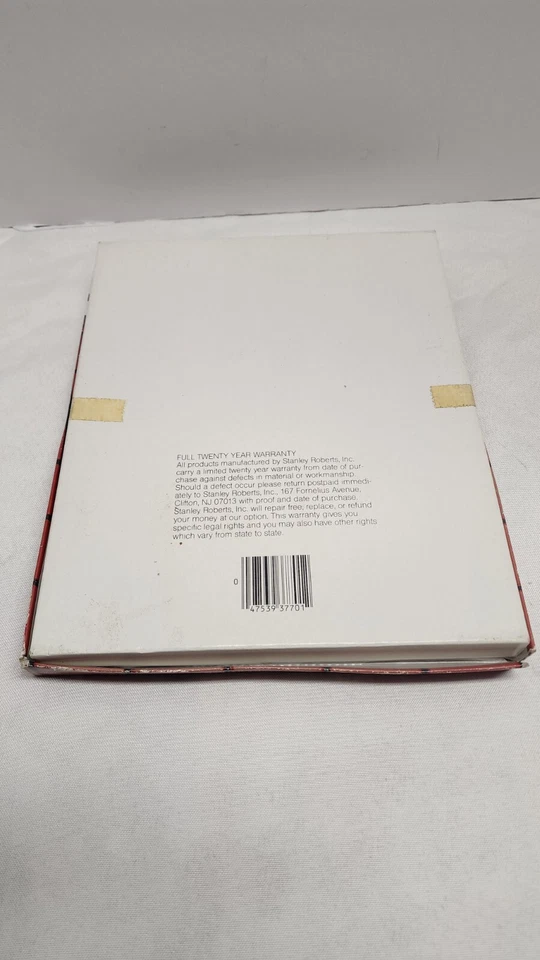 FULL TWENTY YEAR WARRANTY
All products manufactured by Stanley Roberts, Inc.
carry a limited twenty year warranty from date of pur-
chase against defects in material or workmanship.
Should a defect occur please return postpaid immedi-
ately to Stanley Roberts, Inc., 167 Fornelius Avenue,
Clifton, NJ 07013 with proof and date of purchase.
Stanley Roberts, Inc. will repair free, replace, or refund
your money at our option. This warranty gives you
specific legal rights and you may also have other rights
which vary from state to state.
0
47539 37701